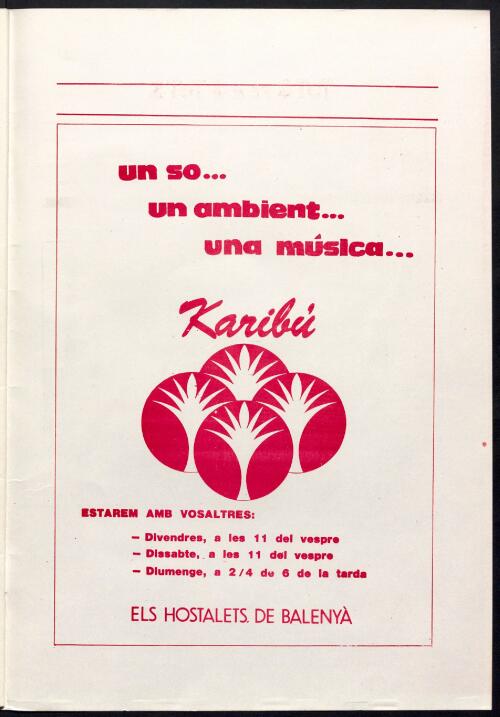 un so...
un ambient...
una música...
Karibú
ESTAREM AMB VOSALTRES:
— Divendres, a les 11 del vespre
— Dissabte, a les 11 del vespre
— Diumenge, a 2/4 de 6 de la tarda
ELS HOSTALETS. DE BALENYÀ